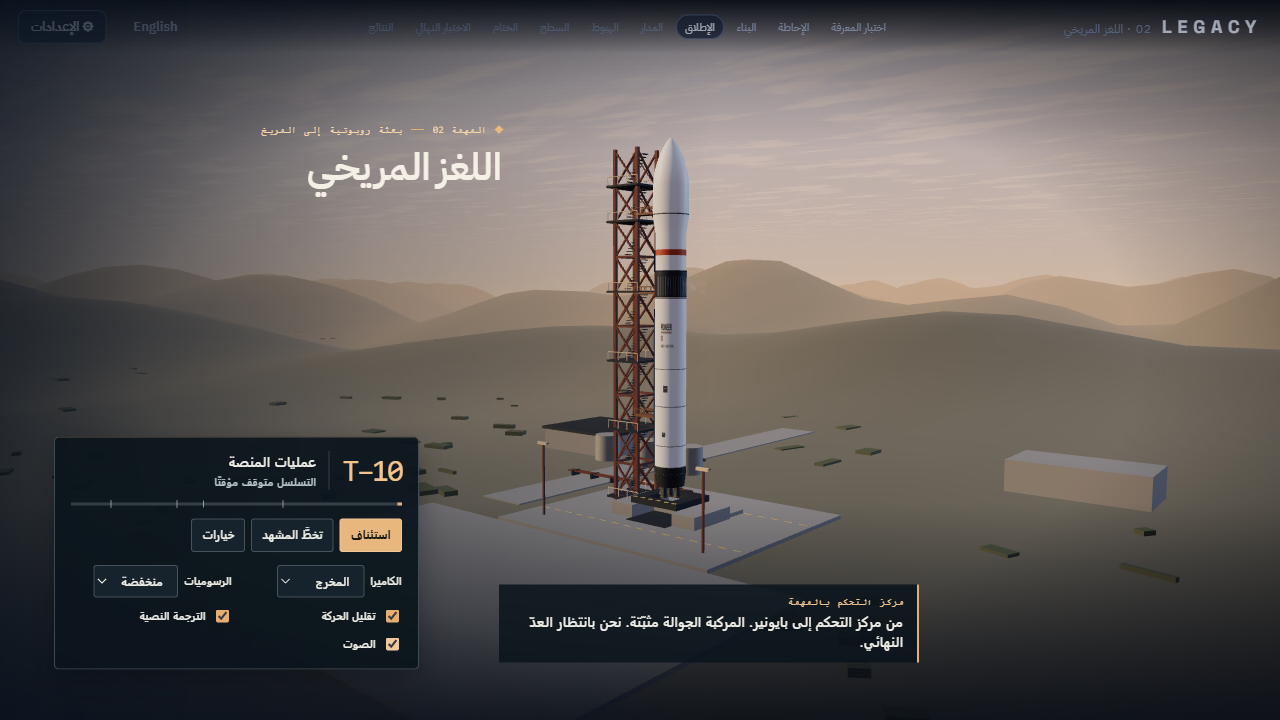 LEGACY
02 · اللغز المريخي
اختبار المعرفة
الإحاطة
البناء
الإطلاق
المدار
الهبوط
السطح
الختام
الاختبار النهائي
النتائج
English
⚙ الإعدادات
◆ المهمة 02 — بعثة روبوتية إلى المريخ
اللغز المريخي
T−10
عمليات المنصة
التسلسل متوقف مؤقتًا
استئناف
تخطَّ المشهد
خيارات
الكاميرا
المخرج
الرسوميات
منخفضة
تقليل الحركة
الترجمة النصية
الصوت
مركز التحكم بالمهمة
من مركز التحكم إلى بايونير. المركبة الجوالة مثبّتة. نحن بانتظار العدّ
النهائي.